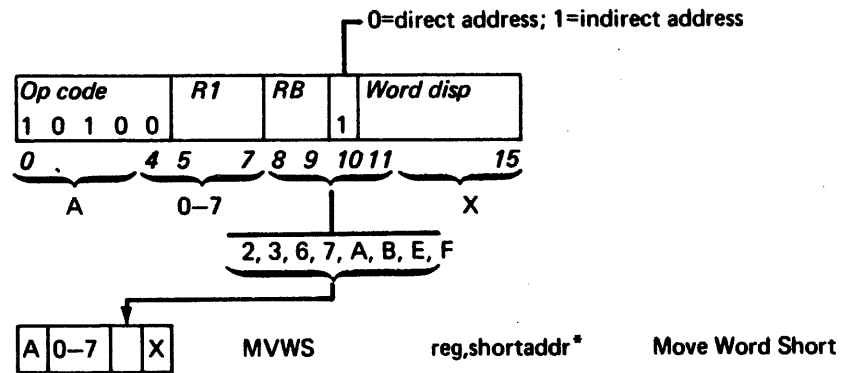 0=direct address; 1=indirect address
Op code R1 RB Word disp
1 0 1 0 0 1
0 4 5 7 8 9 10 11 15
A 0–7 X
2, 3, 6, 7, A, B, E, F
A 0–7 X MVWS reg,shortaddr* Move Word Short